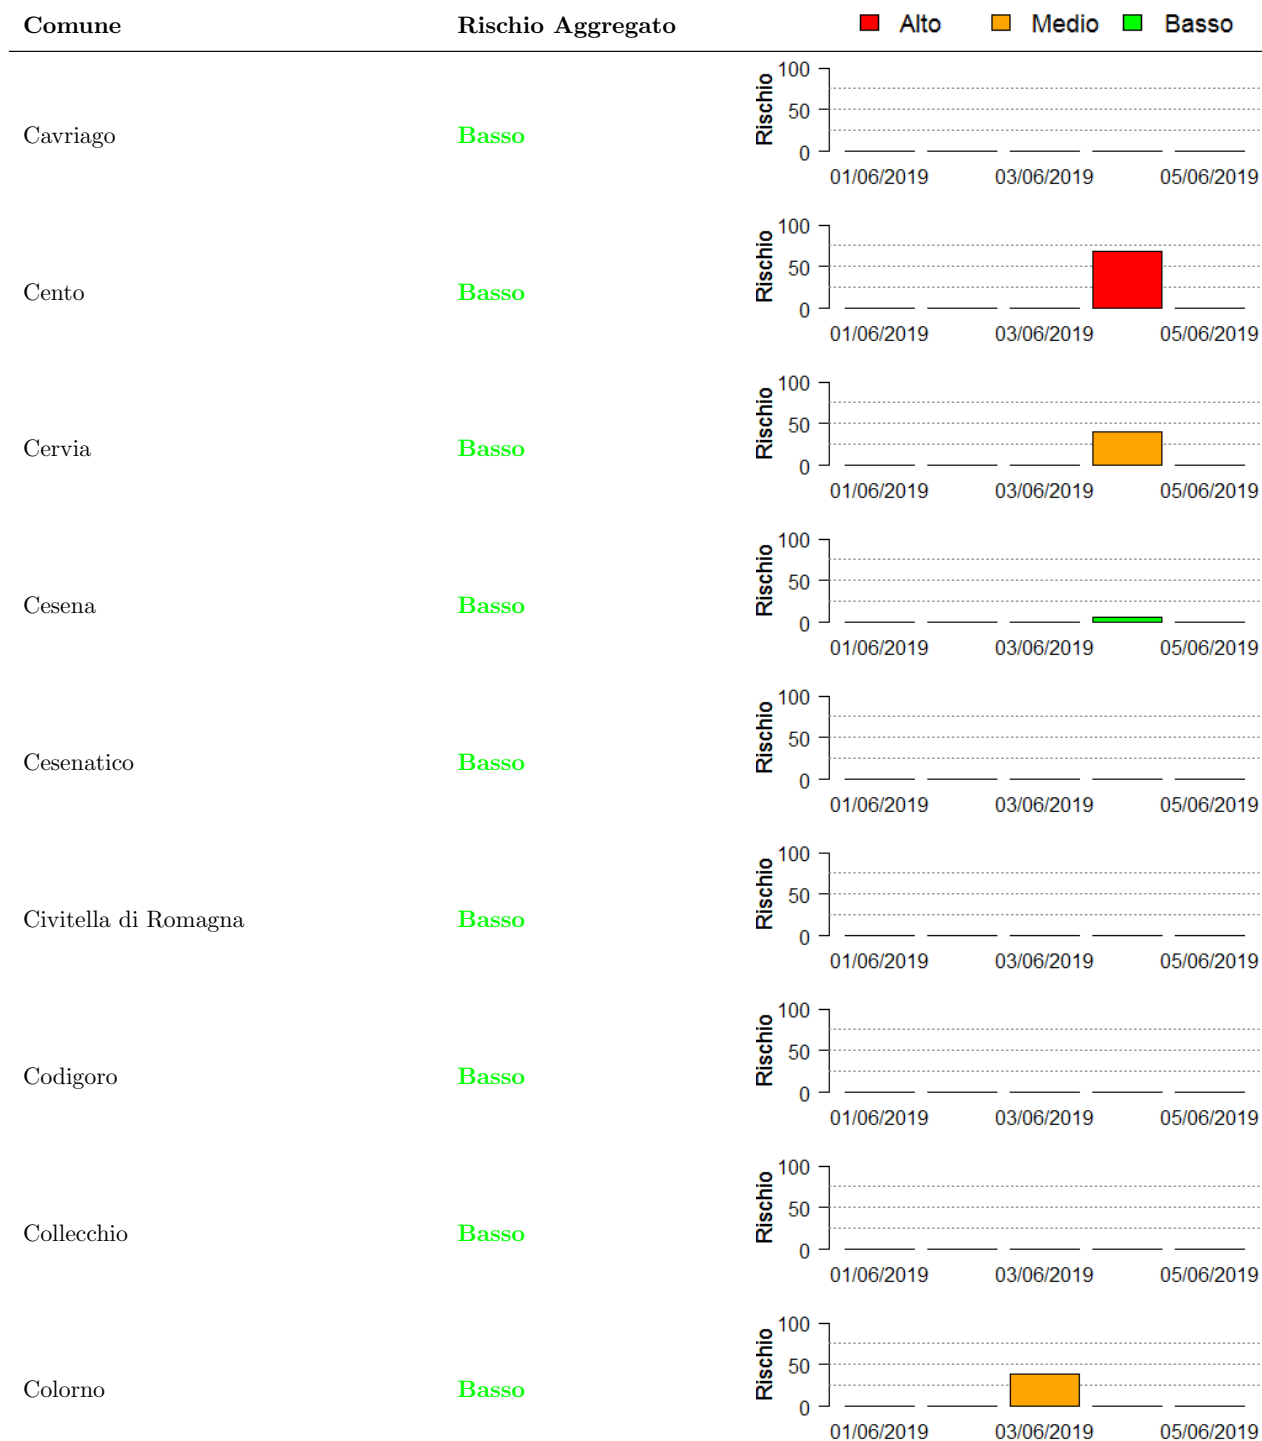 Comune Rischio Aggregato Alto Medio Basso
Cavriago Basso Rischio 100 50 0
01/06/2019 03/06/2019 05/06/2019
Cento Basso Rischio 100 50 0
01/06/2019 03/06/2019 05/06/2019
Cervia Basso Rischio 100 50 0
01/06/2019 03/06/2019 05/06/2019
Cesena Basso Rischio 100 50 0
01/06/2019 03/06/2019 05/06/2019
Cesenatico Basso Rischio 100 50 0
01/06/2019 03/06/2019 05/06/2019
Civitella di Romagna Basso Rischio 100 50 0
01/06/2019 03/06/2019 05/06/2019
Codigoro Basso Rischio 100 50 0
01/06/2019 03/06/2019 05/06/2019
Collecchio Basso Rischio 100 50 0
01/06/2019 03/06/2019 05/06/2019
Colorno Basso Rischio 100 50 0
01/06/2019 03/06/2019 05/06/2019